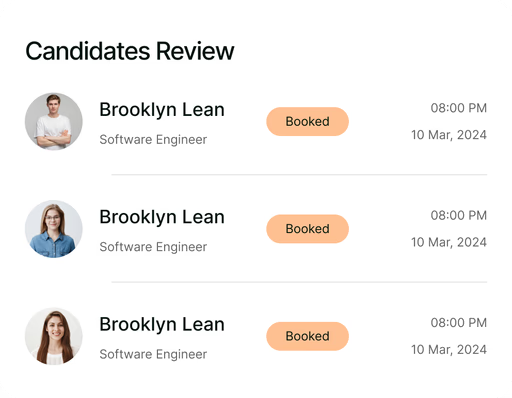 Candidates Review
Brooklyn Lean
Software Engineer
Booked
08:00 PM
10 Mar, 2024
Brooklyn Lean
Software Engineer
Booked
08:00 PM
10 Mar, 2024
Brooklyn Lean
Software Engineer
Booked
08:00 PM
10 Mar, 2024